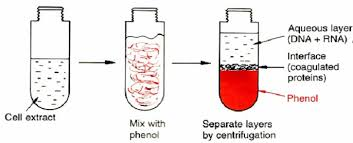 Aqueous layer
(DNA + RNA)
Interface
(coagulated
proteins)
Phenol
Cell extract
Mix with
phenol
Separate layers
by centrifugation